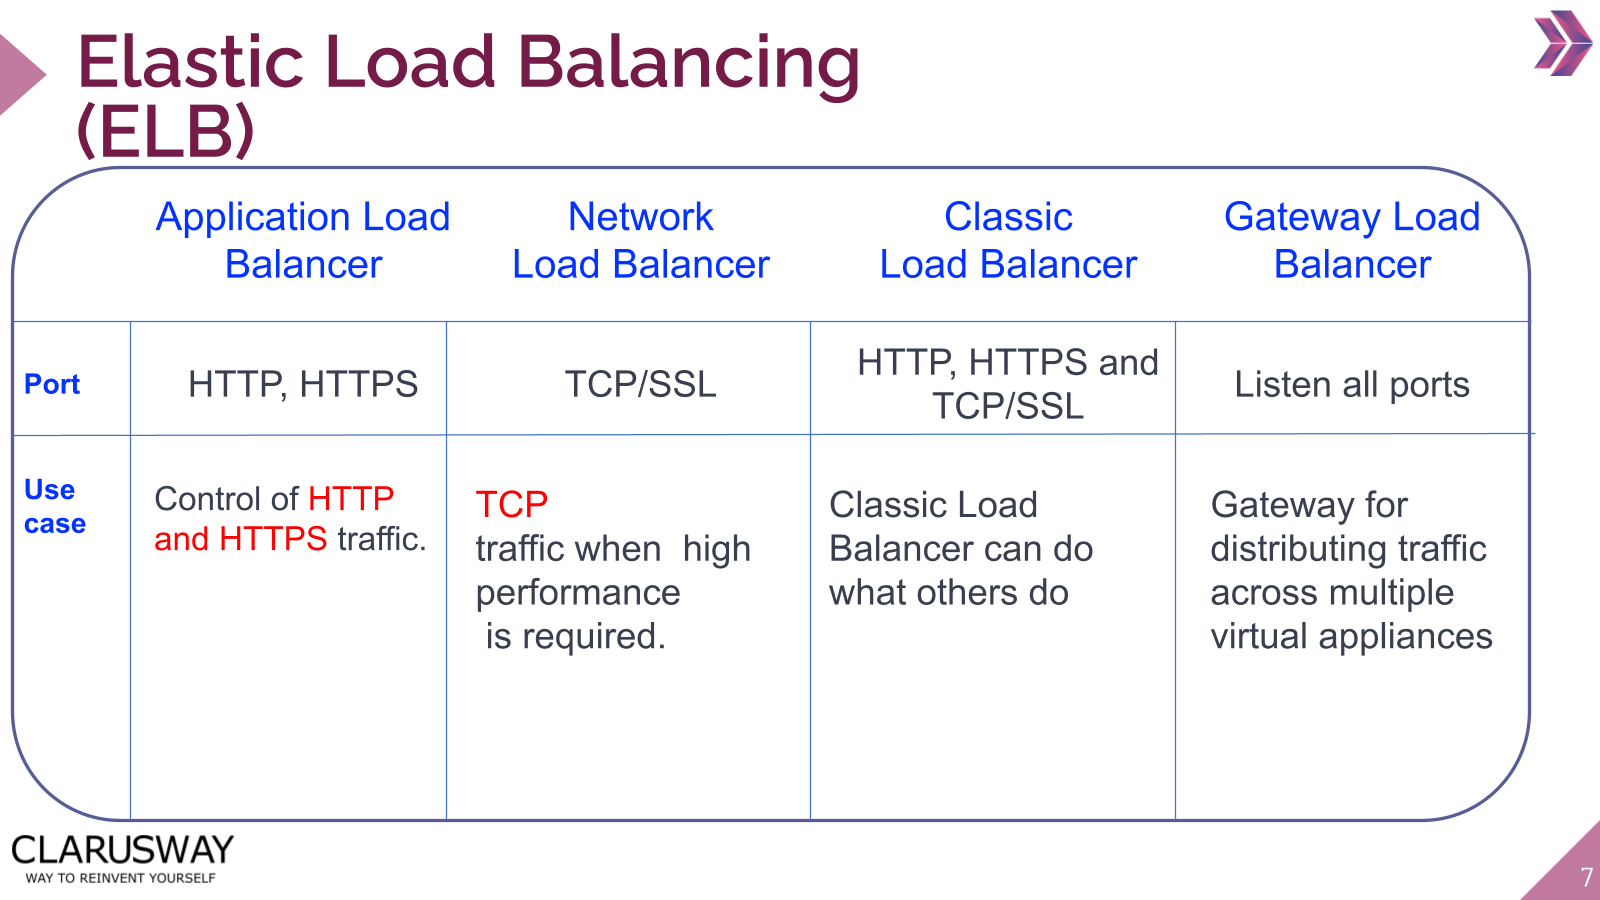 Elastic Load Balancing
(ELB)
Application Load
Balancer
Network
Load Balancer
Classic
Load Balancer
Gateway Load
Balancer
Port
HTTP, HTTPS
TCP/SSL
HTTP, HTTPS and
TCP/SSL
Listen all ports
Use
case
Control of HTTP
and HTTPS traffic.
TCP
traffic when high
performance
is required.
Classic Load
Balancer can do
what others do
Gateway for
distributing traffic
across multiple
virtual appliances
CLARUSWAY
WAY TO REINVENT YOURSELF
7